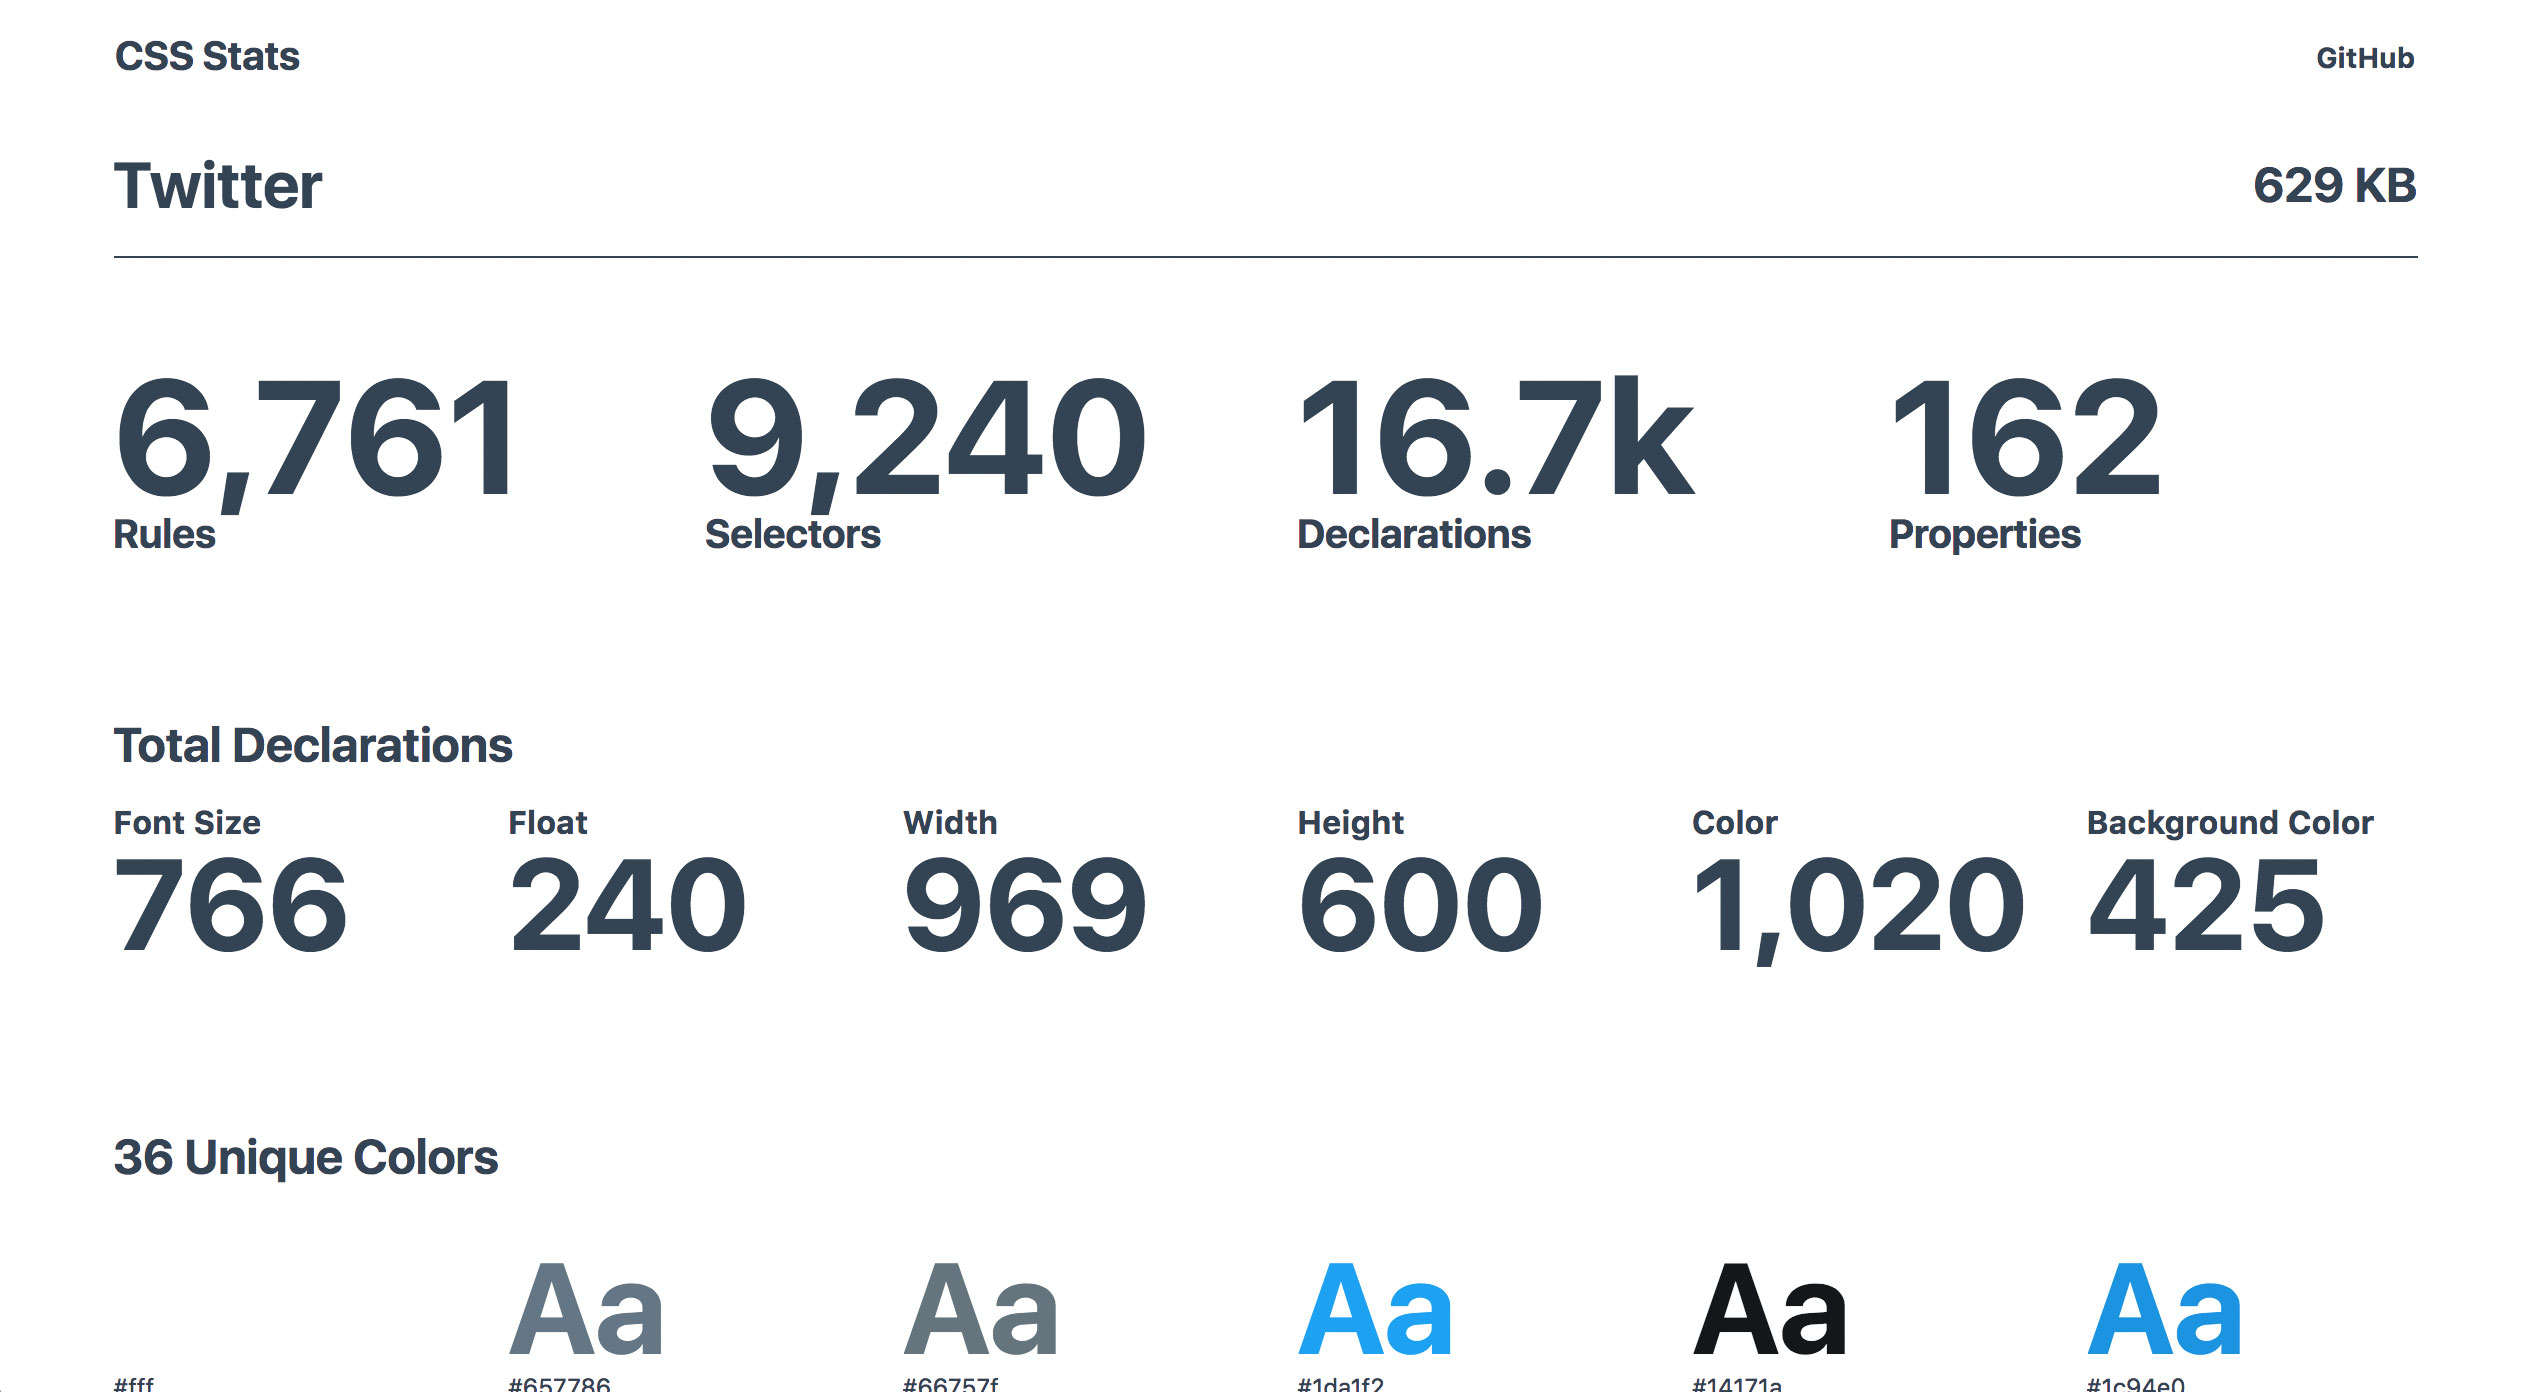 CSS Stats GitHub
Twitter 629 KB
6,761 9,240 16.7k 162
Rules Selectors Declarations Properties
Total Declarations
Font Size Float Width Height Color Background Color
766 240 969 600 1,020 425
36 Unique Colors
Aa Aa Aa Aa Aa
#fff #657786 #66757f #1da1f2 #14171a #1c94e0